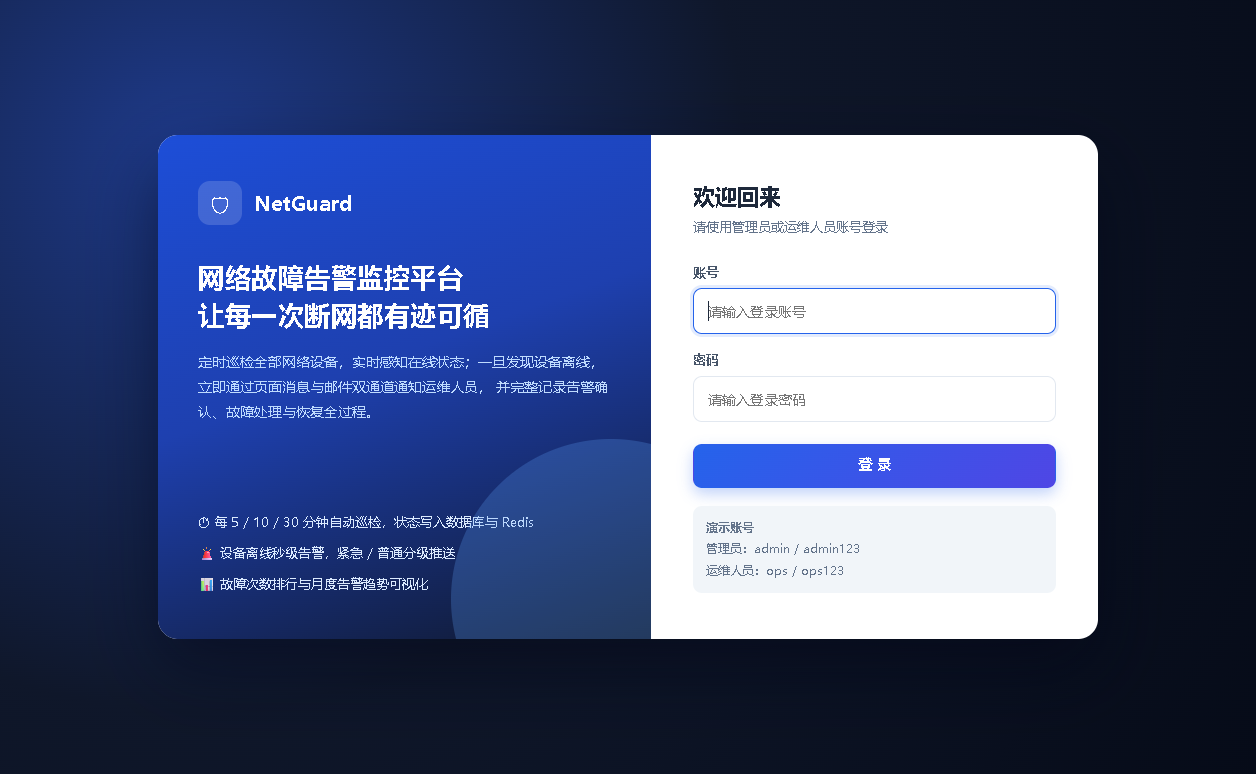 NetGuard
网络故障告警监控平台
让每一次断网都有迹可循
定时巡检全部网络设备，实时感知在线状态；一旦发现设备离线，
立即通过页面消息与邮件双通道通知运维人员， 并完整记录告警确
认、故障处理与恢复全过程。
每 5 / 10 / 30 分钟自动巡检，状态写入数据库与 Redis
设备离线秒级告警，紧急 / 普通分级推送
故障次数排行与月度告警趋势可视化
欢迎回来
请使用管理员或运维人员账号登录
账号
请输入登录账号
密码
请输入登录密码
登 录
演示账号
管理员：admin / admin123
运维人员：ops / ops123